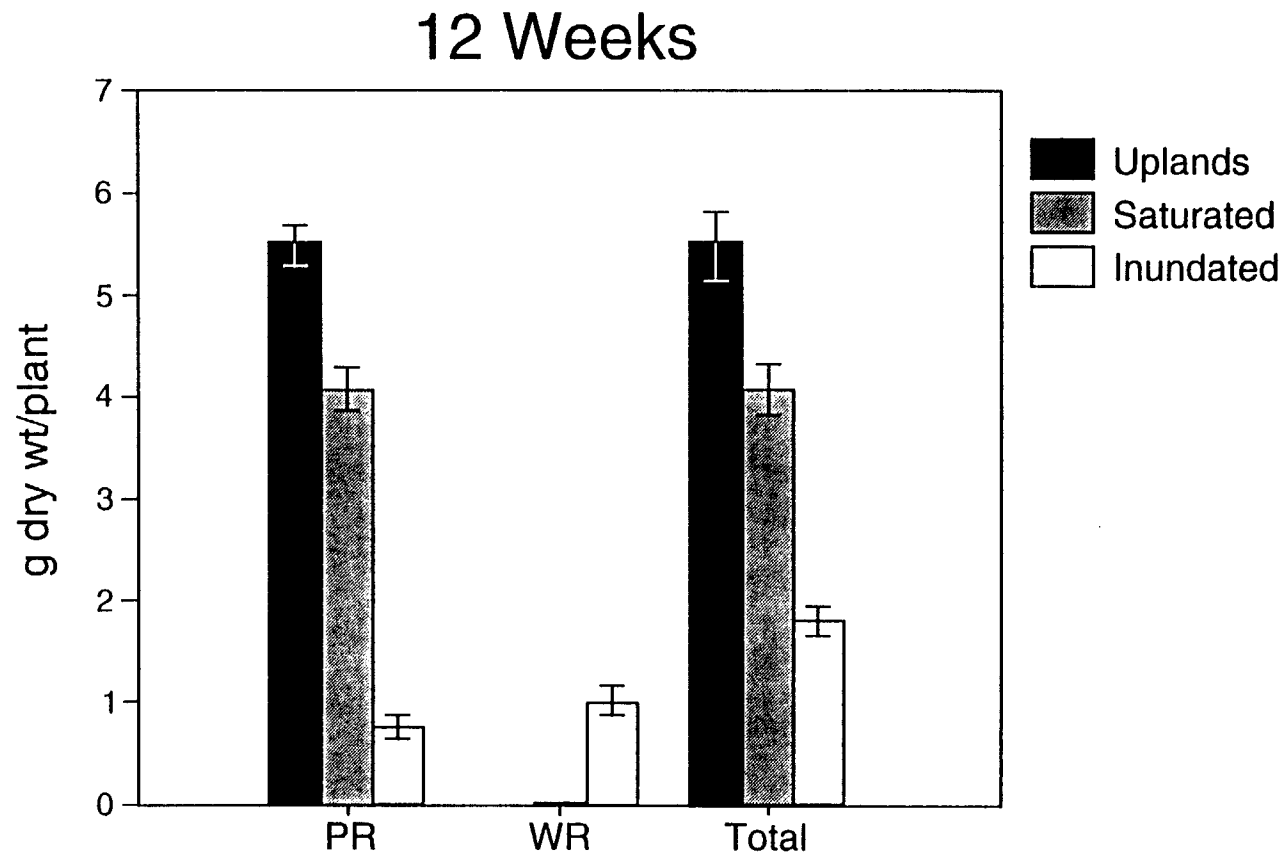 12 Weeks
7
6
5
4
3
2
1
0
g dry wt/plant
PR
WR
Total
Uplands
Saturated
Inundated